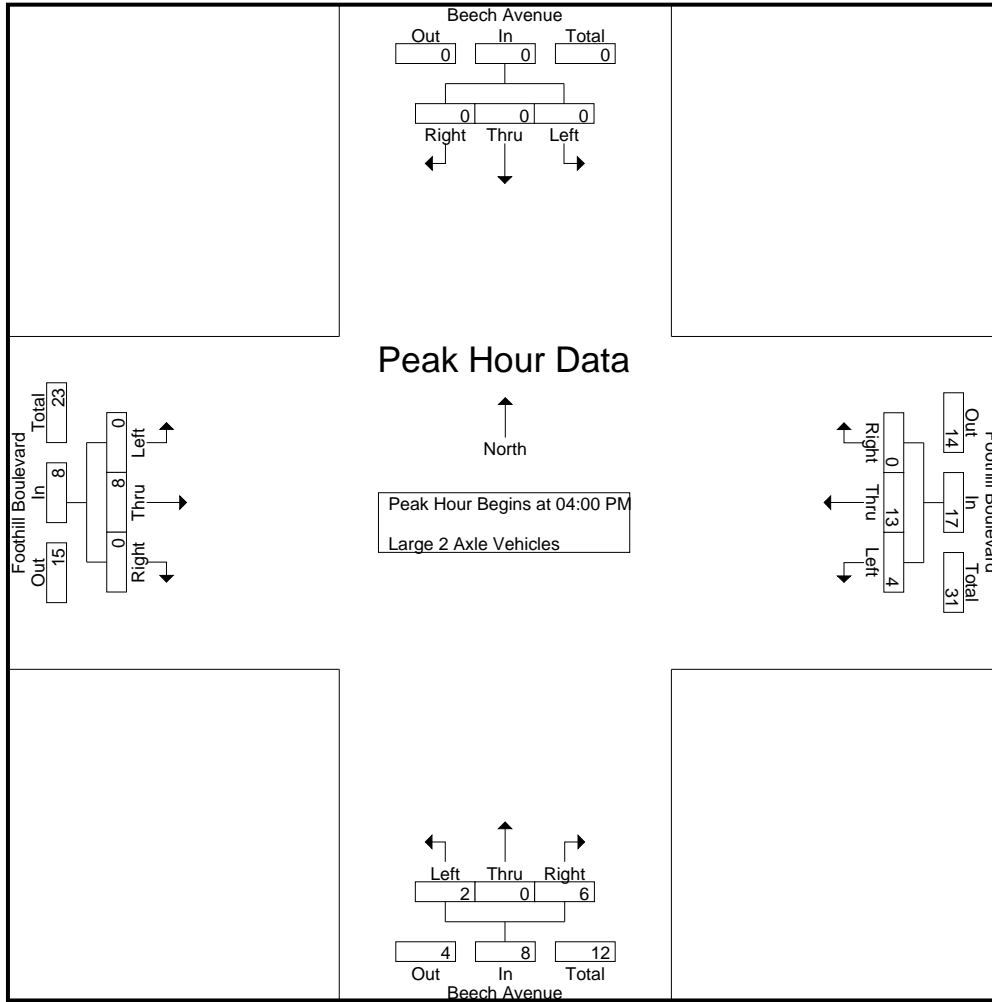 Beech Avenue
Out In Total
0 0 0
0 0 0
Right Thru Left
Peak Hour Data
North
Peak Hour Begins at 04:00 PM
Large 2 Axle Vehicles
Foothill Boulevard
Total In Out
23 8 15
0 8 0
Left Thru Right
Foothill Boulevard
Out In Total
14 17 31
0 13 4
Right Thru Left
Left Thru Right
2 0 6
4 8 12
Out In Total
Beech Avenue